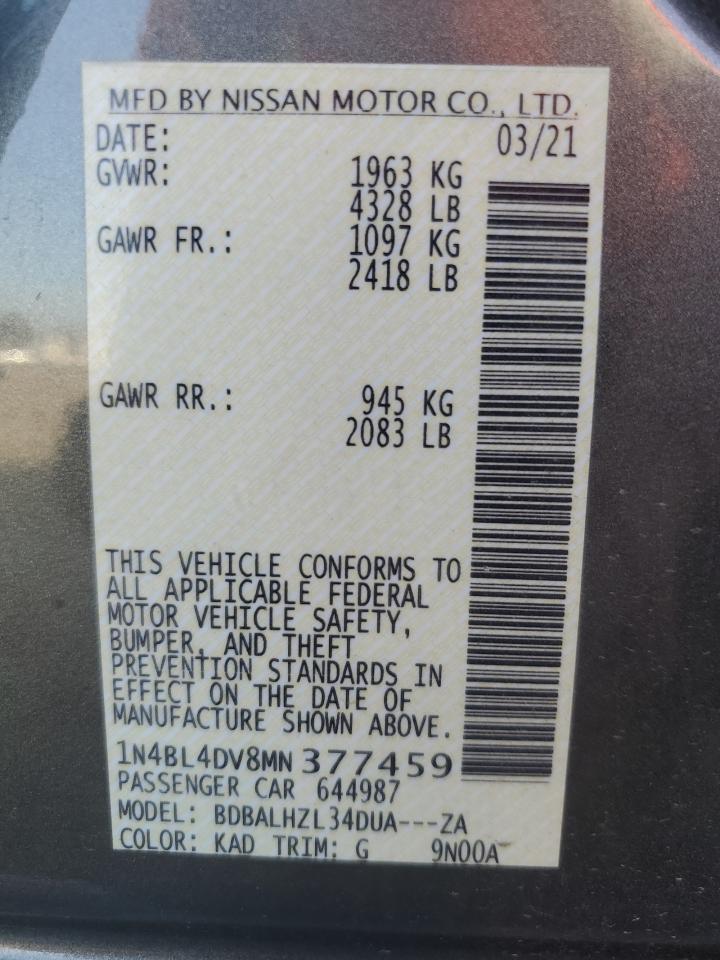 MFD BY NISSAN MOTOR CO., LTD.
DATE: 03/21
GVWR: 1963 KG
4328 LB
GAWR FR.: 1097 KG
2418 LB
GAWR RR.: 945 KG
2083 LB
THIS VEHICLE CONFORMS TO
ALL APPLICABLE FEDERAL
MOTOR VEHICLE SAFETY,
BUMPER, AND THEFT
PREVENTION STANDARDS IN
EFFECT ON THE DATE OF
MANUFACTURE SHOWN ABOVE.
1N4BL4DV8MN 377459
PASSENGER CAR 644987
MODEL: BDBALHZL34DUA---ZA
COLOR: KAD TRIM: G 9N00A